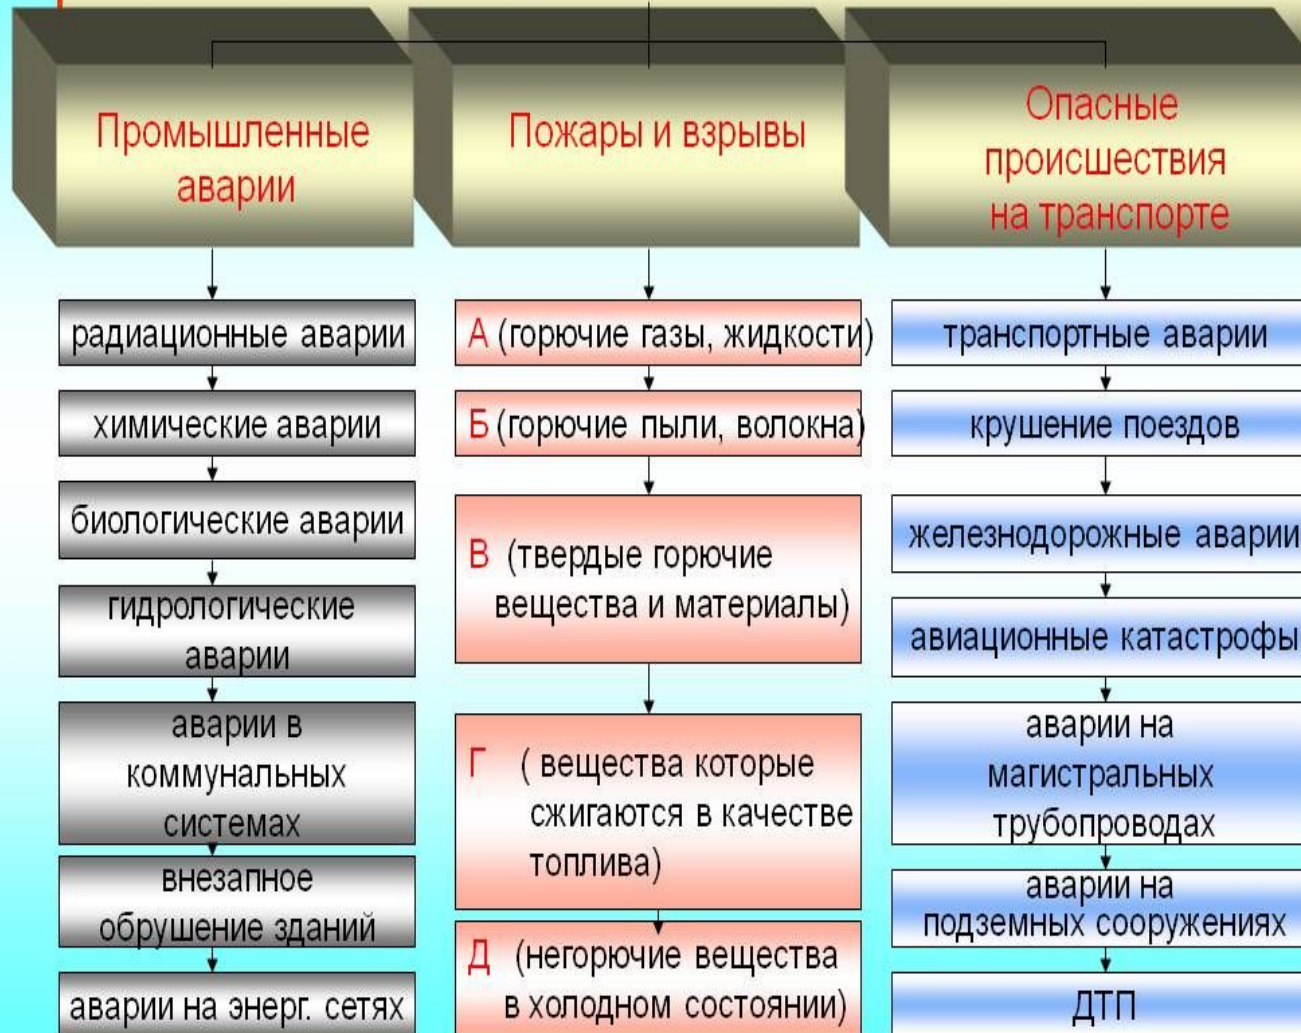 Промышленные
аварии
радиационные аварии
химические аварии
биологические аварии
гидрологические
аварии
аварии в
коммунальных
системах
внезапное
обрушение зданий
аварии на энерг. сетях
Пожары и взрывы
А (горючие газы, жидкости)
Б (горючие пыли, волокна)
В (твердые горючие
вещества и материалы)
Г ( вещества которые
сжигаются в качестве
топлива)
Д (негорючие вещества
в холодном состоянии)
Опасные
происшествия
на транспорте
транспортные аварии
крушение поездов
железнодорожные аварии
авиационные катастрофы
аварии на
магистральных
трубопроводах
аварии на
подземных сооружениях
ДТП